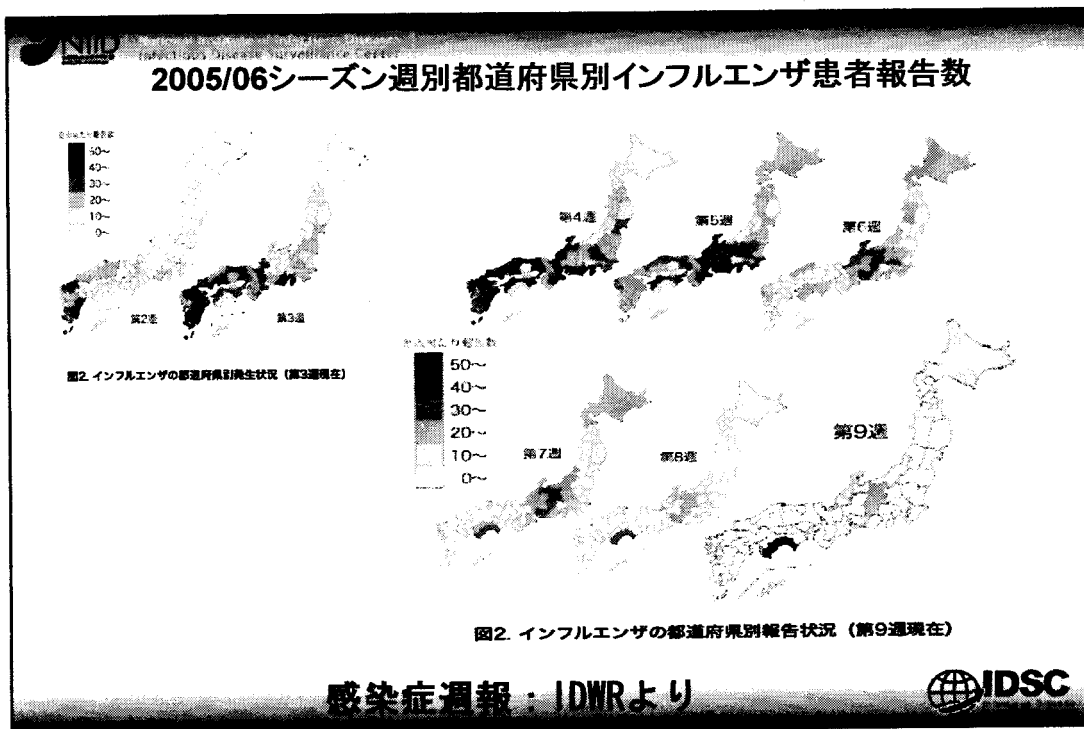 NIID
Infectious Disease Surveillance Center
2005/06シーズン週別都道府県別インフルエンザ患者報告数
50〜
40〜
30〜
20〜
10〜
0〜
第2週
第3週
図2. インフルエンザの都道府県別発生状況（第3週現在）
第4週
第5週
第6週
50〜
40〜
30〜
20〜
10〜
0〜
第7週
第8週
第9週
図2. インフルエンザの都道府県別報告状況（第9週現在）
感染症週報：IDWRより
IDSC